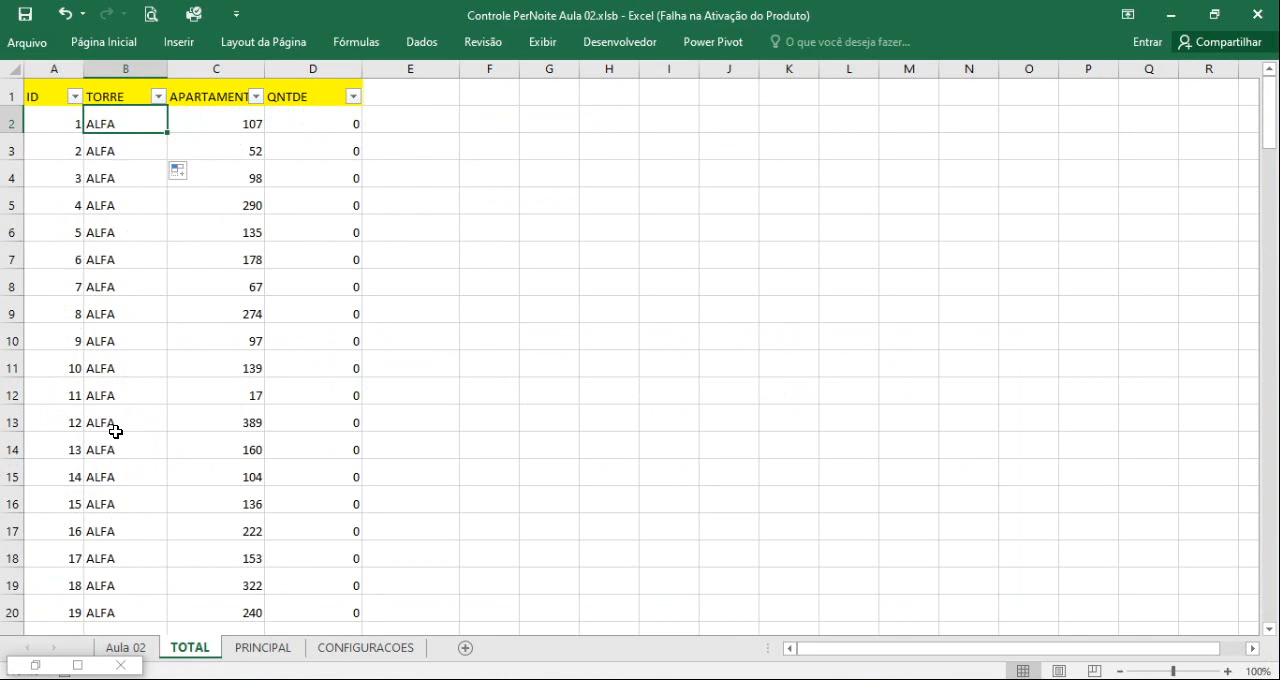 Controle PerNoite Aula 02.xlsb - Excel (Falha na Ativação do Produto)
Arquivo Página Inicial Inserir Layout da Página Fórmulas Dados Revisão Exibir Desenvolvedor Power Pivot O que você deseja fazer... Entrar Compartilhar
A B C D E F G H I J K L M N O P Q R
1 ID TORRE APARTAMENT QNTDE
2 1 ALFA 107 0
3 2 ALFA 52 0
4 3 ALFA 98 0
5 4 ALFA 290 0
6 5 ALFA 135 0
7 6 ALFA 178 0
8 7 ALFA 67 0
9 8 ALFA 274 0
10 9 ALFA 97 0
11 10 ALFA 139 0
12 11 ALFA 17 0
13 12 ALFA 389 0
14 13 ALFA 160 0
15 14 ALFA 104 0
16 15 ALFA 136 0
17 16 ALFA 222 0
18 17 ALFA 153 0
19 18 ALFA 322 0
20 19 ALFA 240 0
Aula 02 TOTAL PRINCIPAL CONFIGURACOES
100%